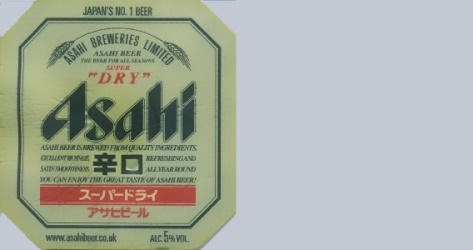 JAPAN'S NO. 1 BEER
ASAHI BREWERIES LIMITED
ASAHI BEER
THE BEER FOR ALL SEASONS
SUPER
"DRY"
Asahi
ASAHI BEER IS BREWED FROM QUALITY INGREDIENTS.
EXCELLENT RICHNESS, 辛口 REFRESHING AND
SATIN SMOOTHNESS. ALL YEAR ROUND
YOU CAN ENJOY THE GREAT TASTE OF ASAHI BEER!
スーパードライ
アサヒビール
www.asahibeer.co.uk ALC. 5% VOL.